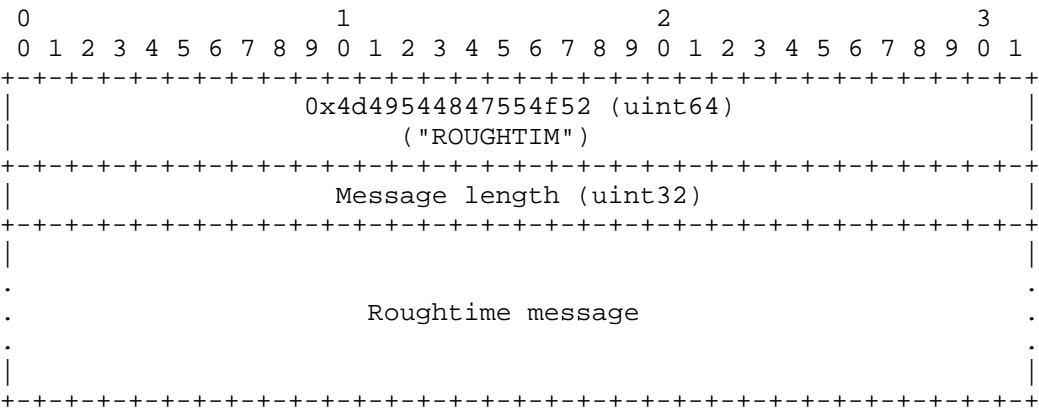 0                   1                   2                   3
0 1 2 3 4 5 6 7 8 9 0 1 2 3 4 5 6 7 8 9 0 1 2 3 4 5 6 7 8 9 0 1
+-+-+-+-+-+-+-+-+-+-+-+-+-+-+-+-+-+-+-+-+-+-+-+-+-+-+-+-+-+-+-+-+
|                  0x4d49544847554f52 (uint64)                  |
|                        ("ROUGHTIM")                           |
+-+-+-+-+-+-+-+-+-+-+-+-+-+-+-+-+-+-+-+-+-+-+-+-+-+-+-+-+-+-+-+-+
|                    Message length (uint32)                    |
+-+-+-+-+-+-+-+-+-+-+-+-+-+-+-+-+-+-+-+-+-+-+-+-+-+-+-+-+-+-+-+-+
|                                                               |
.                                                               .
.                      Roughtime message                        .
.                                                               .
|                                                               |
+-+-+-+-+-+-+-+-+-+-+-+-+-+-+-+-+-+-+-+-+-+-+-+-+-+-+-+-+-+-+-+-+